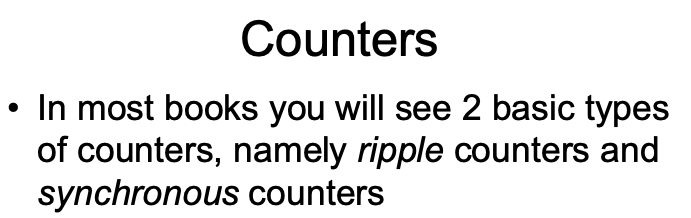 Counters
• In most books you will see 2 basic types
of counters, namely ripple counters and
synchronous counters